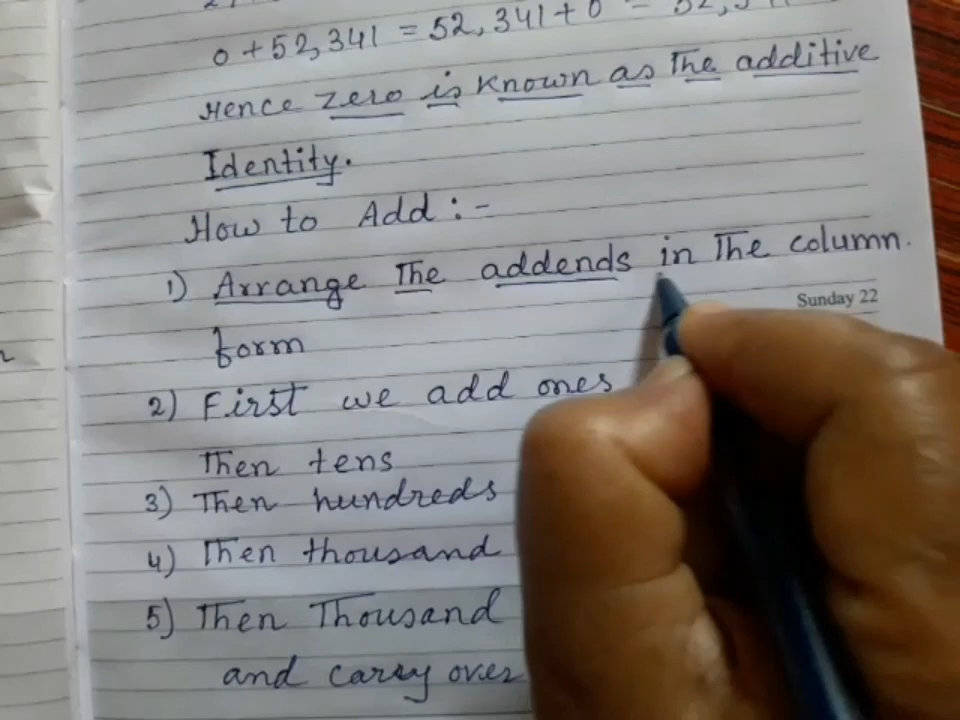 0 + 52,341 = 52,341 + 0 =
Hence zero is known as The additive
Identity.
How to Add :-
1) Arrange The addends in The column.
Sunday 22
form
2) First we add ones
Then tens
3) Then hundreds
4) Then thousand
5) Then Thousand
and carry over